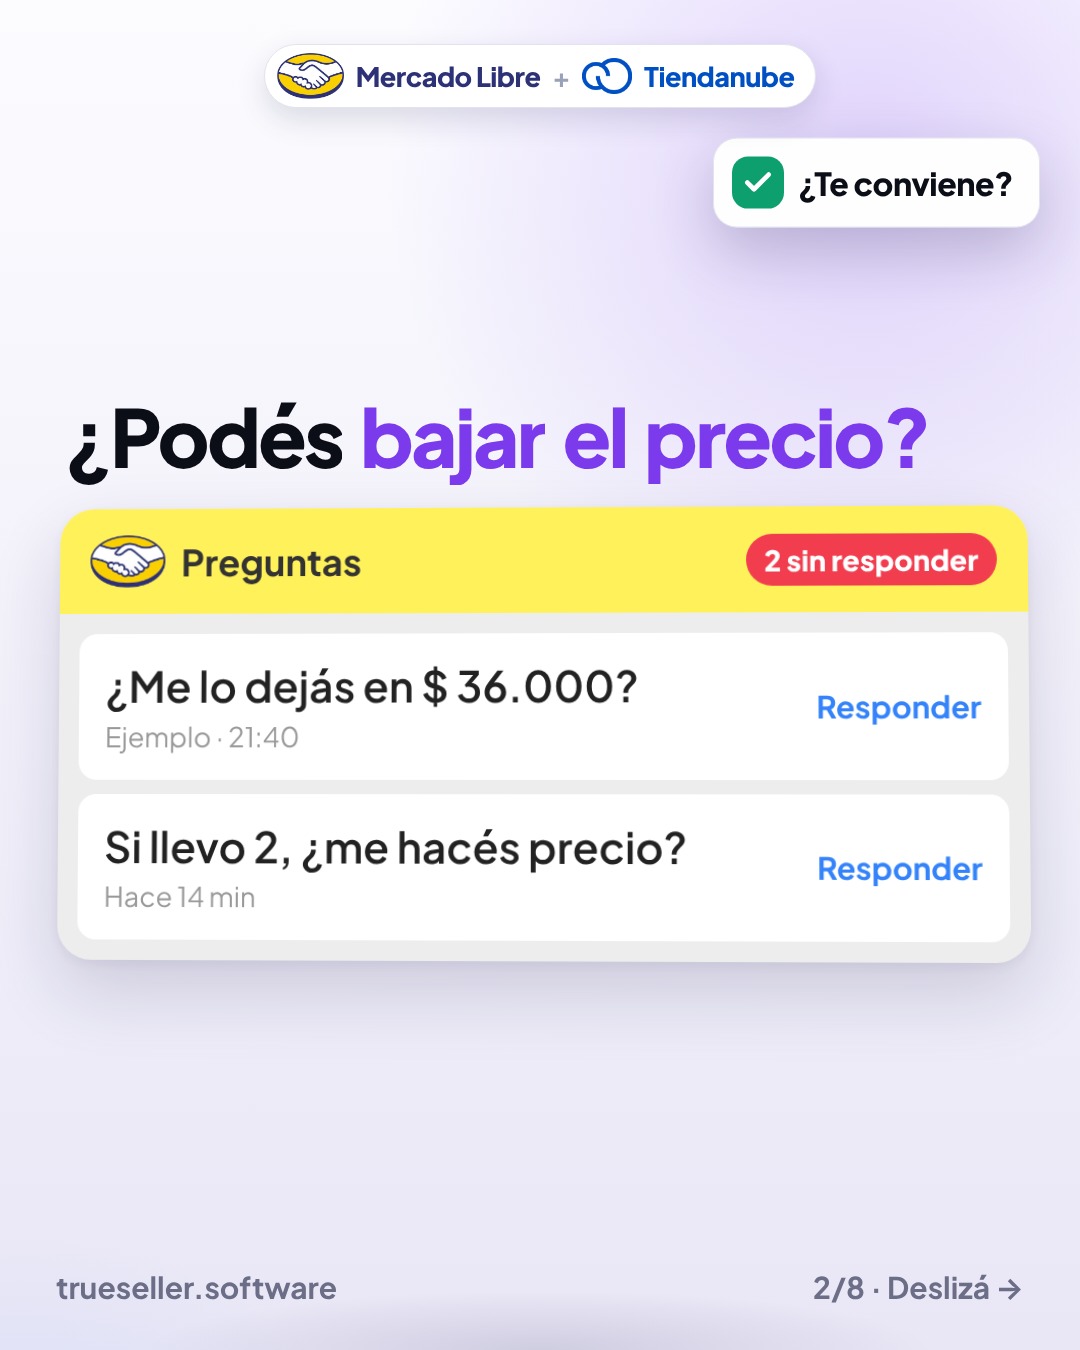 Mercado Libre + Tiendanube
¿Te conviene?
¿Podés bajar el precio?
Preguntas
2 sin responder
¿Me lo dejás en $ 36.000?
Ejemplo · 21:40
Responder
Si llevo 2, ¿me hacés precio?
Hace 14 min
Responder
trueseller.software
2/8 · Deslizá →